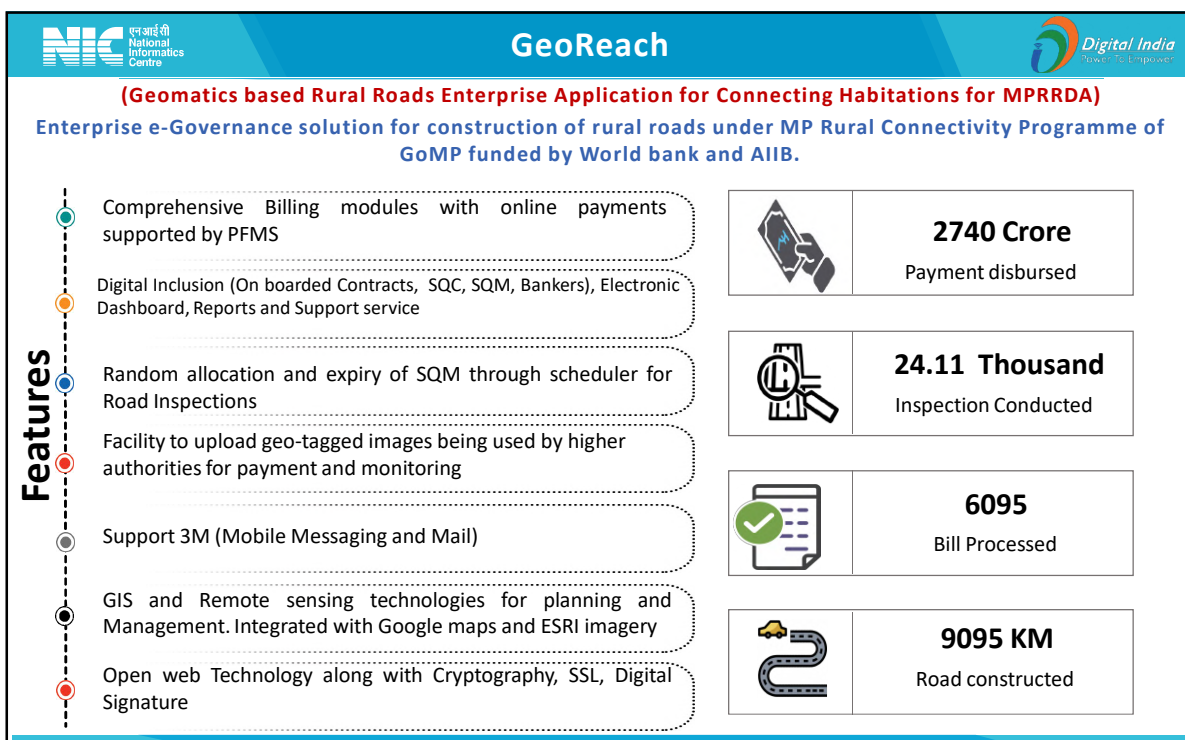 एन आई सी
NIC
National
Informatics
Centre
GeoReach
Digital India
Power To Empower
(Geomatics based Rural Roads Enterprise Application for Connecting Habitations for MPRRDA)
Enterprise e-Governance solution for construction of rural roads under MP Rural Connectivity Programme of
GoMP funded by World bank and AIIB.
Features
Comprehensive Billing modules with online payments
supported by PFMS
Digital Inclusion (On boarded Contracts, SQC, SQM, Bankers), Electronic
Dashboard, Reports and Support service
Random allocation and expiry of SQM through scheduler for
Road Inspections
Facility to upload geo-tagged images being used by higher
authorities for payment and monitoring
Support 3M (Mobile Messaging and Mail)
GIS and Remote sensing technologies for planning and
Management. Integrated with Google maps and ESRI imagery
Open web Technology along with Cryptography, SSL, Digital
Signature
2740 Crore
Payment disbursed
24.11 Thousand
Inspection Conducted
6095
Bill Processed
9095 KM
Road constructed